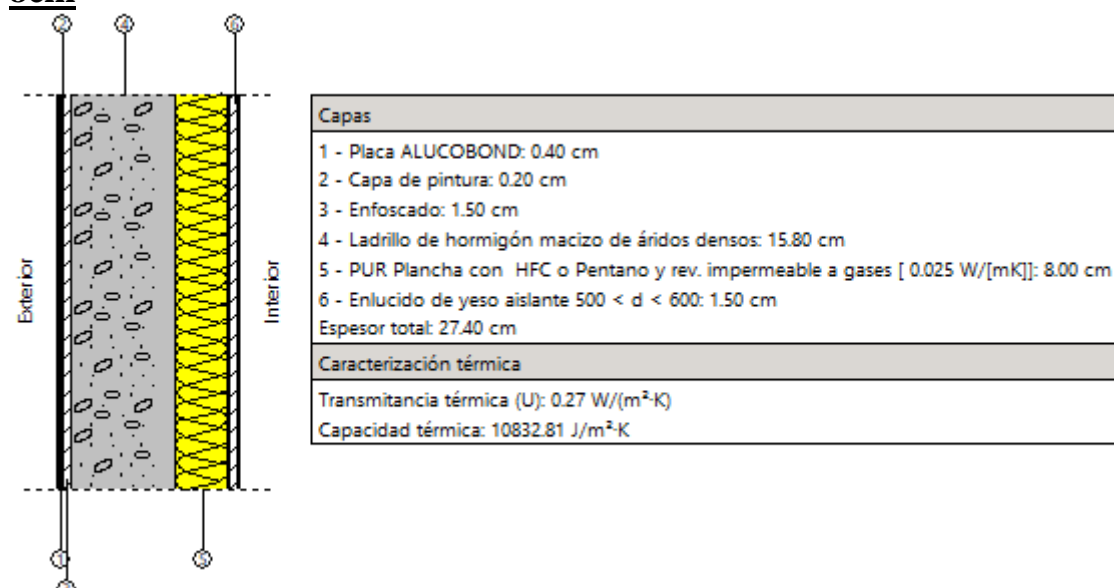 2 4 6
Exterior
Interior
1 5
Capas
1 - Placa ALUCOBOND: 0.40 cm
2 - Capa de pintura: 0.20 cm
3 - Enfoscado: 1.50 cm
4 - Ladrillo de hormigón macizo de áridos densos: 15.80 cm
5 - PUR Plancha con HFC o Pentano y rev. impermeable a gases [ 0.025 W/[mK]]: 8.00 cm
6 - Enlucido de yeso aislante 500 < d < 600: 1.50 cm
Espesor total: 27.40 cm
Caracterización térmica
Transmitancia térmica (U): 0.27 W/(m²·K)
Capacidad térmica: 10832.81 J/m²·K